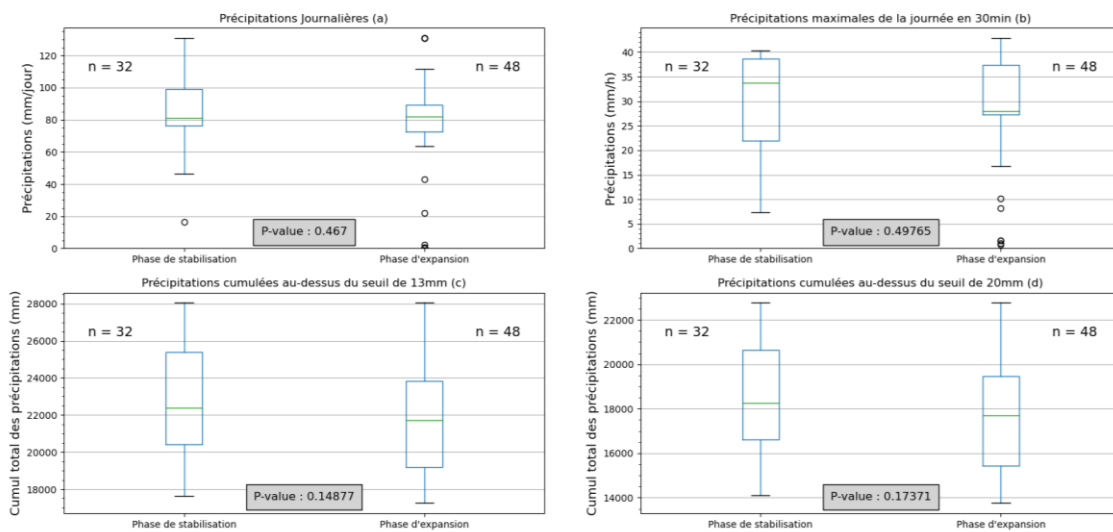 Précipitations Journalières (a)
Précipitations (mm/jour)
120
100
80
60
40
20
0
n = 32
n = 48
P-value : 0.467
Phase de stabilisation
Phase d'expansion
Précipitations maximales de la journée en 30min (b)
Précipitations (mm/h)
40
35
30
25
20
15
10
5
0
n = 32
n = 48
P-value : 0.49765
Phase de stabilisation
Phase d'expansion
Précipitations cumulées au-dessus du seuil de 13mm (c)
Cumul total des précipitations (mm)
28000
26000
24000
22000
20000
18000
n = 32
n = 48
P-value : 0.14877
Phase de stabilisation
Phase d'expansion
Précipitations cumulées au-dessus du seuil de 20mm (d)
Cumul total des précipitations (mm)
22000
20000
18000
16000
14000
n = 32
n = 48
P-value : 0.17371
Phase de stabilisation
Phase d'expansion